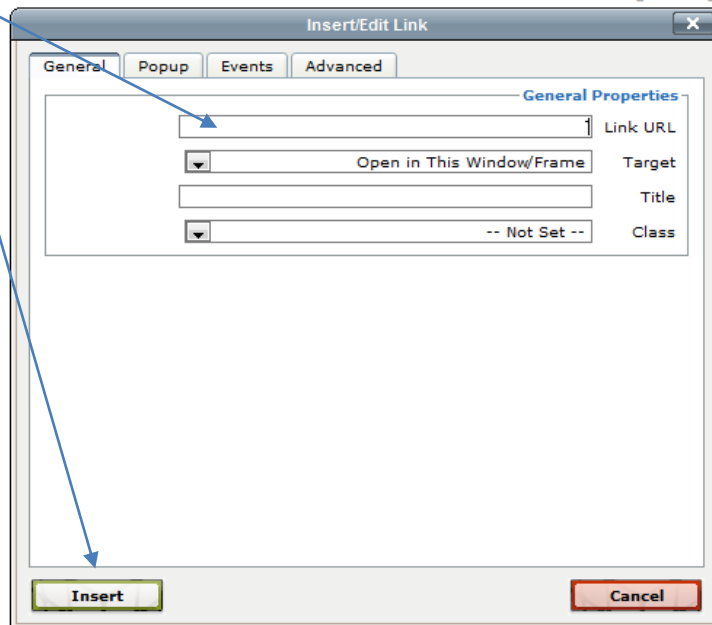 Insert/Edit Link
General Popup Events Advanced
General Properties
Link URL
Target Open in This Window/Frame
Title
Class -- Not Set --
Insert Cancel